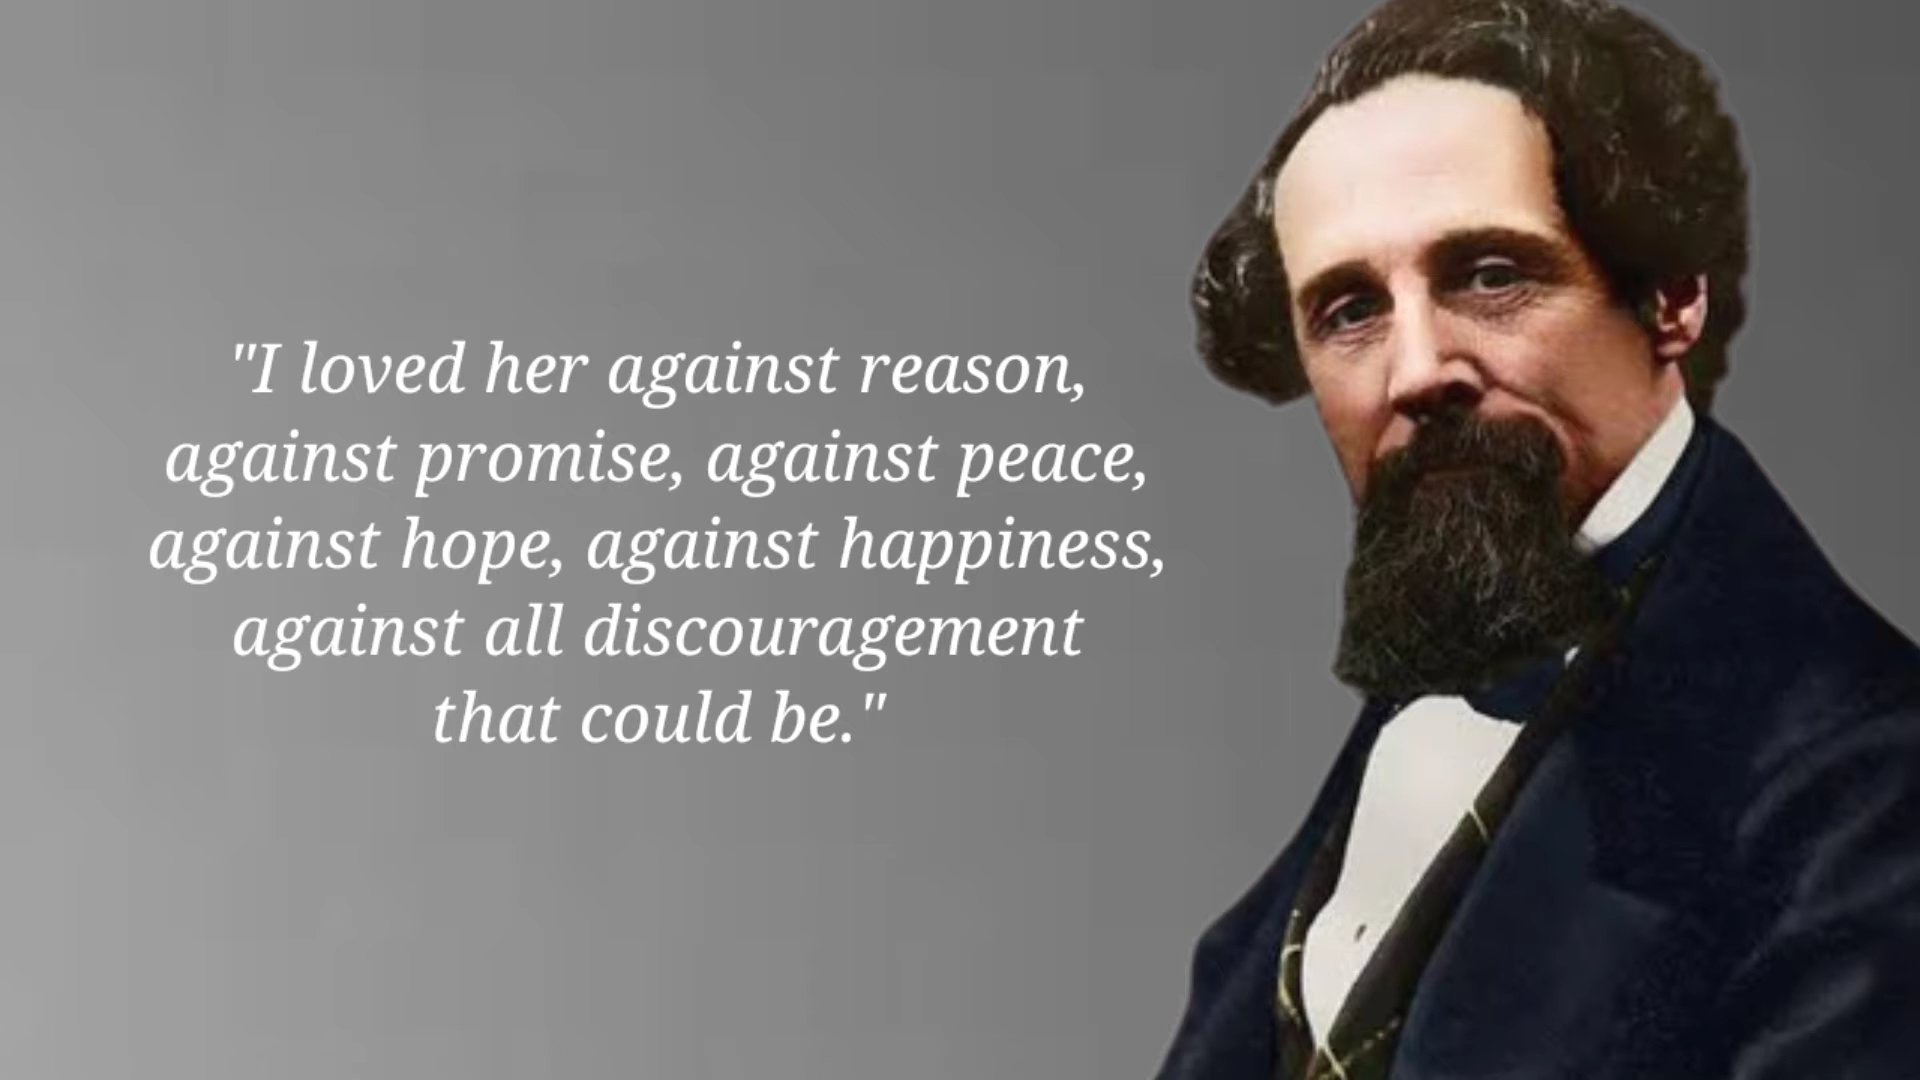 "I loved her against reason,
against promise, against peace,
against hope, against happiness,
against all discouragement
that could be."